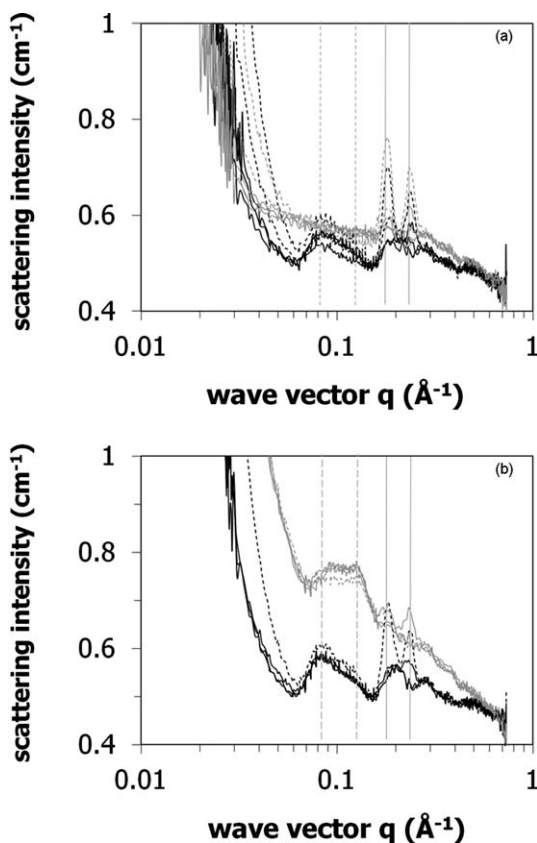 (a)
scattering intensity (cm⁻¹)
1
0.8
0.6
0.4
0.01
0.1
1
wave vector q (Å⁻¹)
(b)
scattering intensity (cm⁻¹)
1
0.8
0.6
0.4
0.01
0.1
1
wave vector q (Å⁻¹)